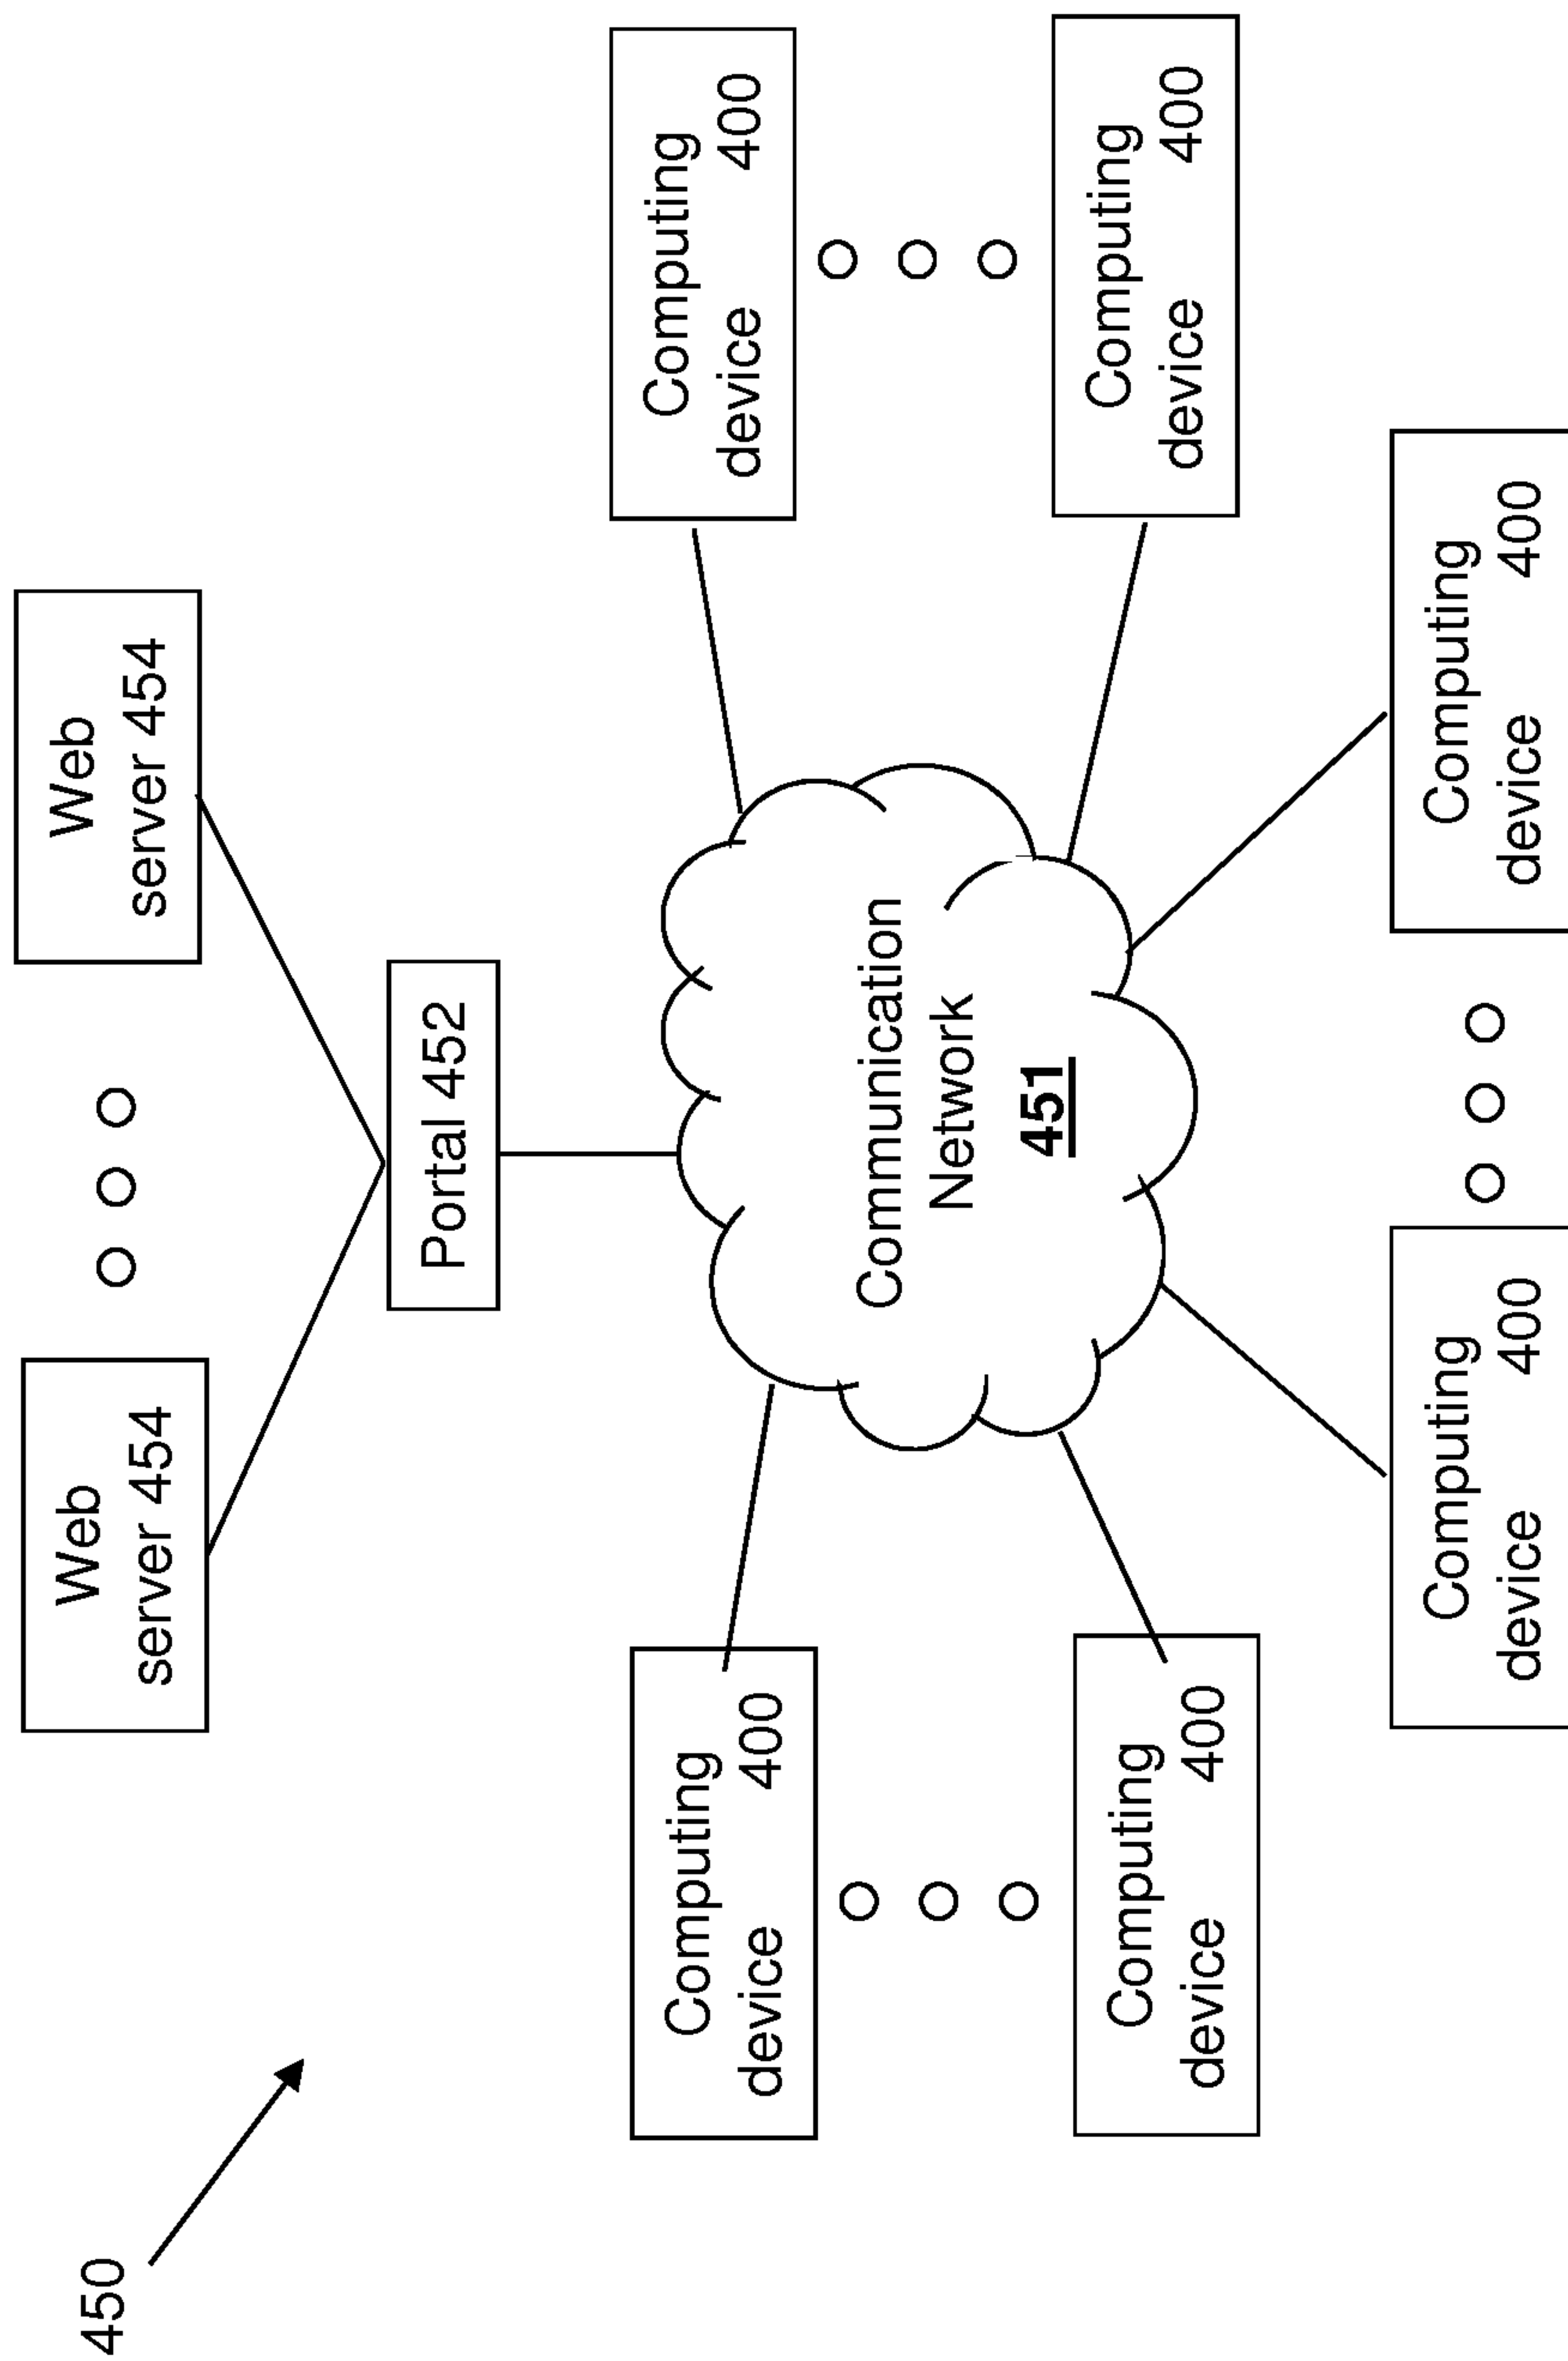 450
Web
server 454
Web
server 454
Portal 452
Communication
Network
451
Computing
device 400
Computing
device 400
Computing
device 400
Computing
device 400
Computing
device 400
Computing
device 400